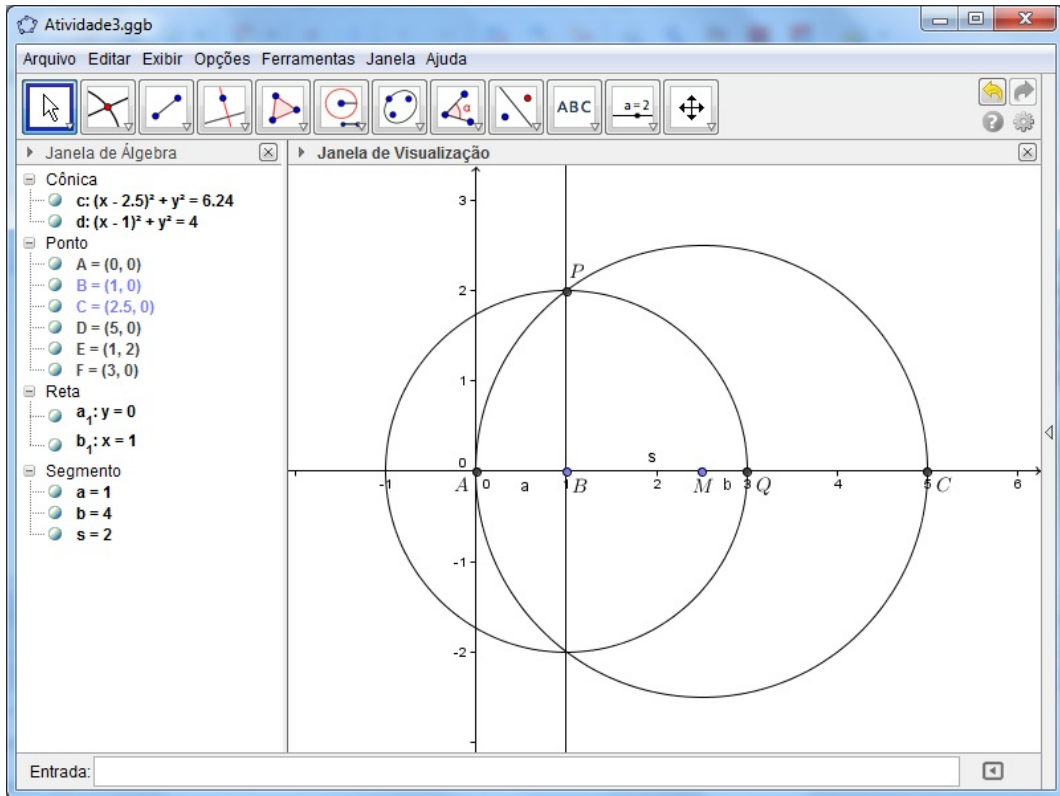 Atividade3.ggb
Arquivo Editar Exibir Opções Ferramentas Janela Ajuda
α
ABC
a=2
Janela de Álgebra
Janela de Visualização
Cônica
c: (x - 2.5)² + y² = 6.24
d: (x - 1)² + y² = 4
Ponto
A = (0, 0)
B = (1, 0)
C = (2.5, 0)
D = (5, 0)
E = (1, 2)
F = (3, 0)
Reta
a₁: y = 0
b₁: x = 1
Segmento
a = 1
b = 4
s = 2
3
P
2
1
s
0
-1 A 0 a 1 B 2 M b 3 Q 4 5 C 6
-1
-2
Entrada: